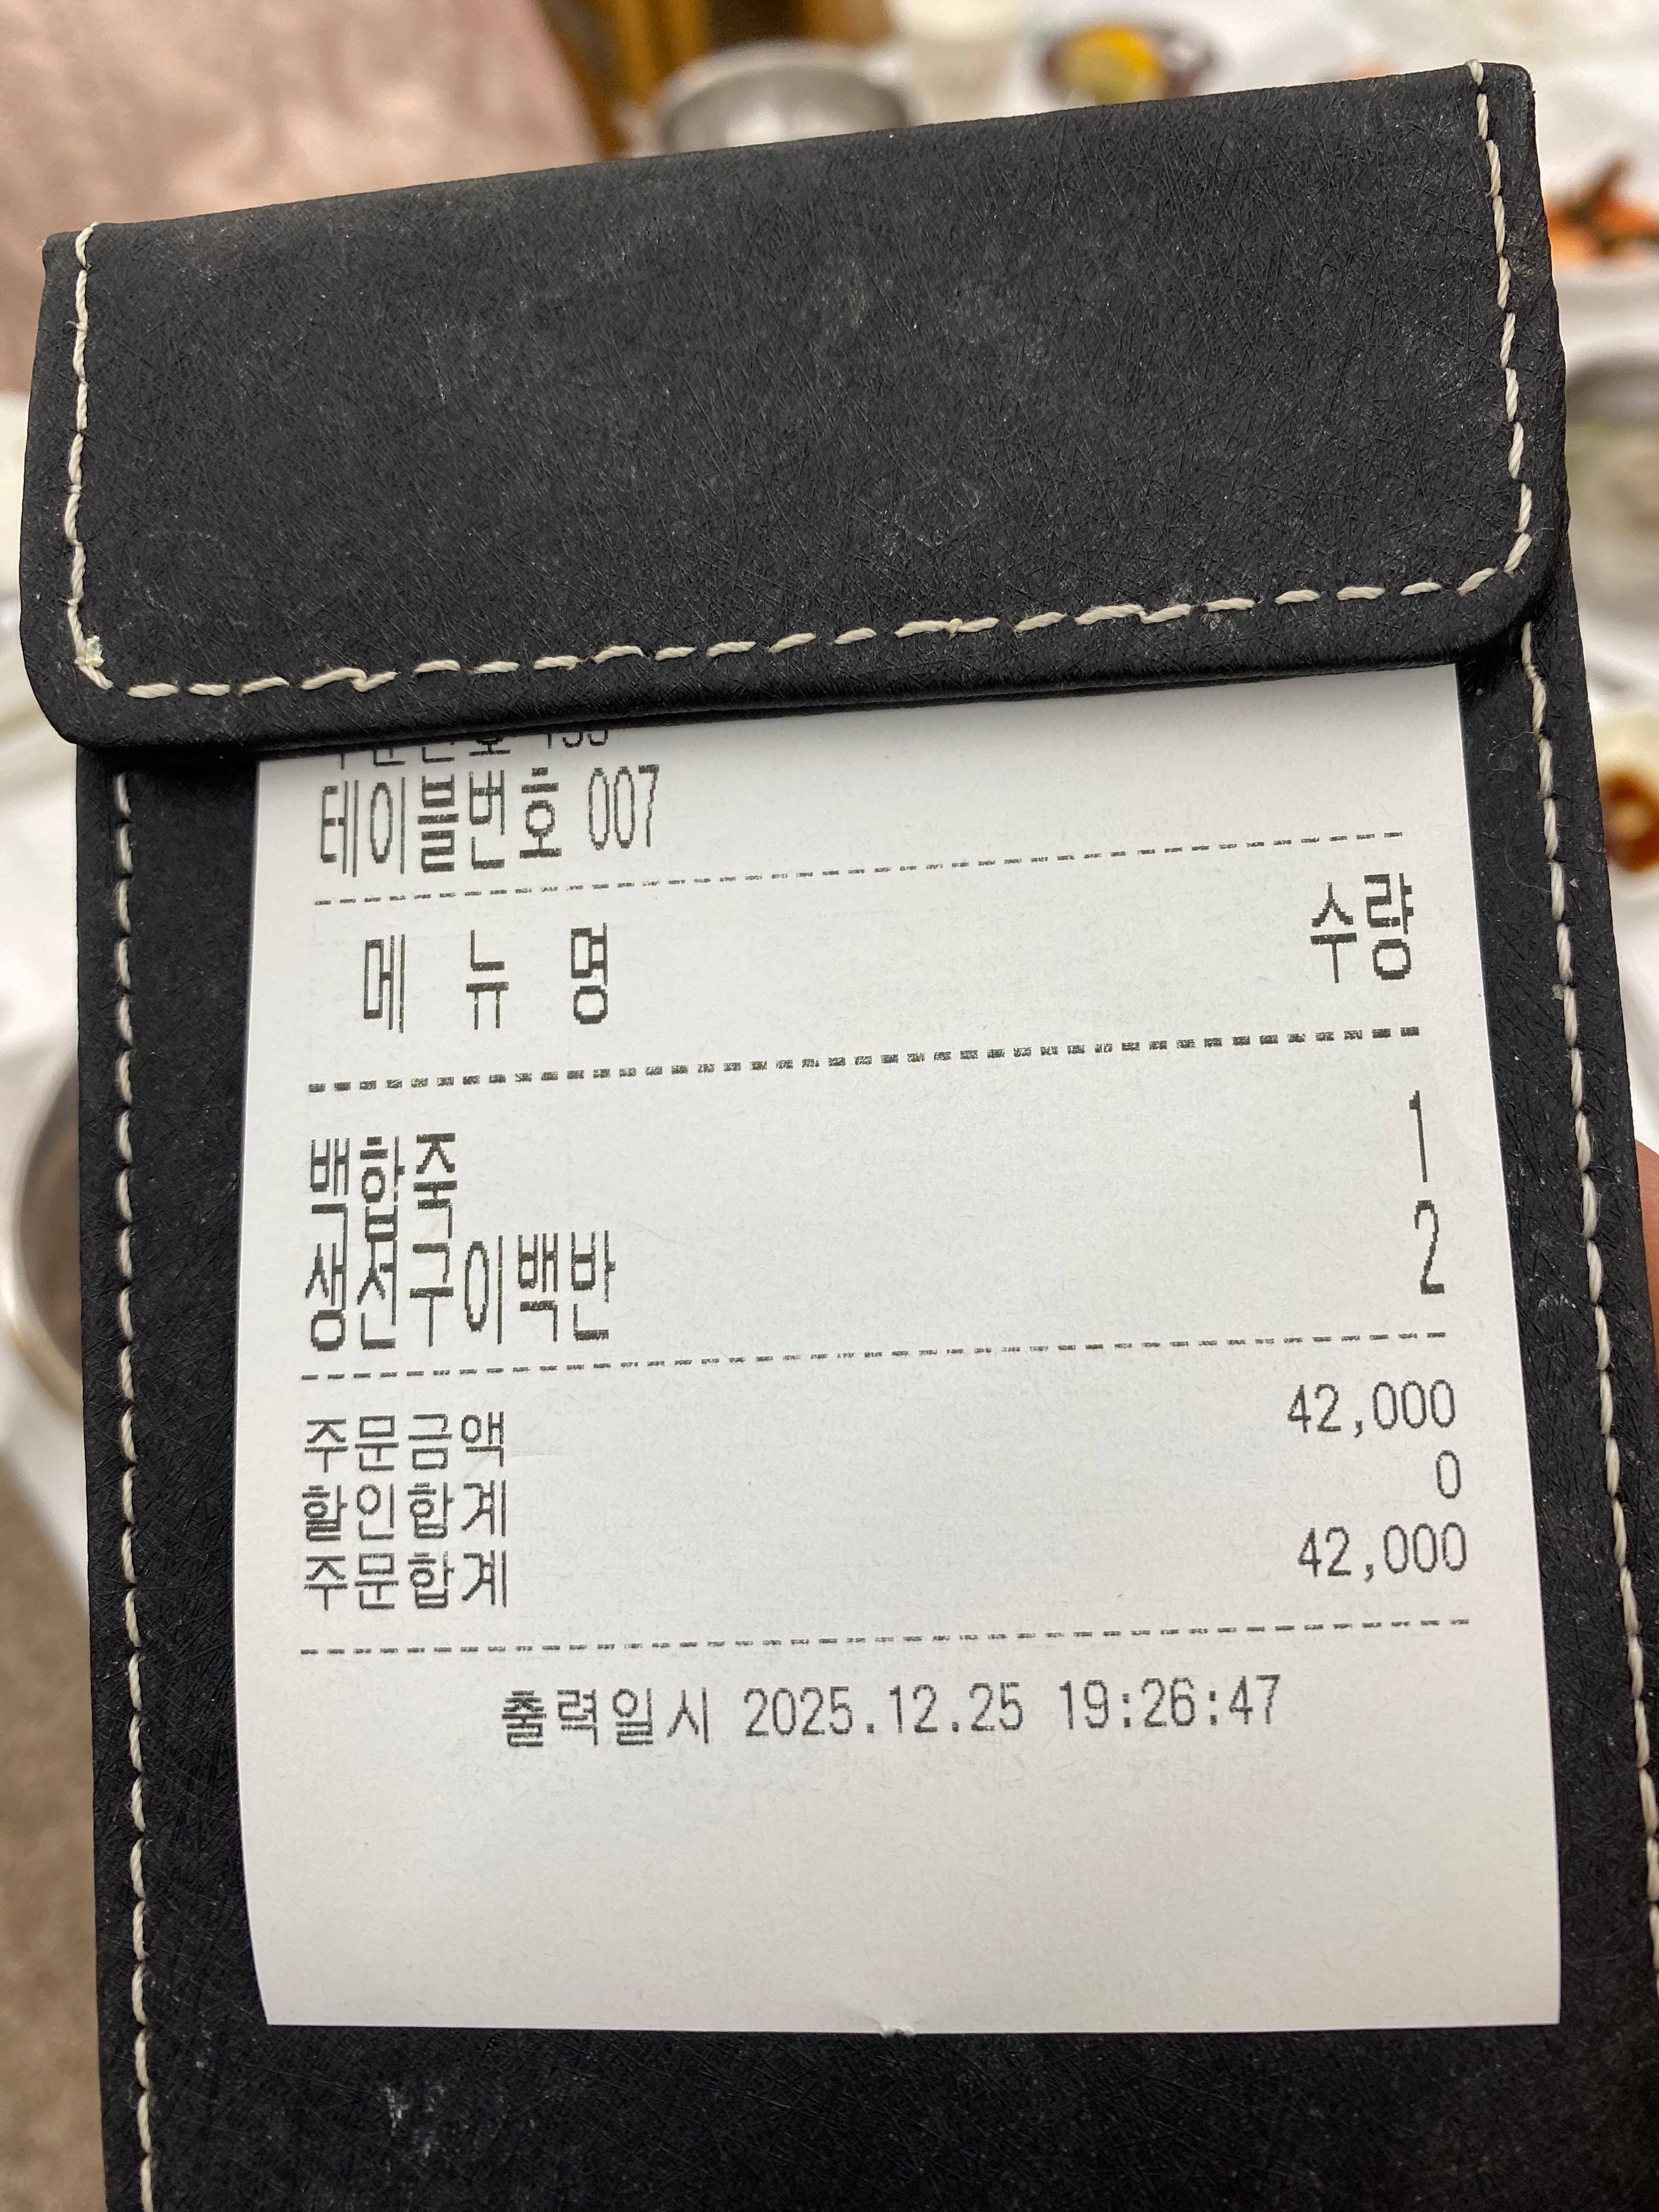 테이블번호 007
메 뉴 명 수량
백합죽 1
생선구이백반 2
주문금액 42,000
할인합계 0
주문합계 42,000
출력일시 2025.12.25 19:26:47